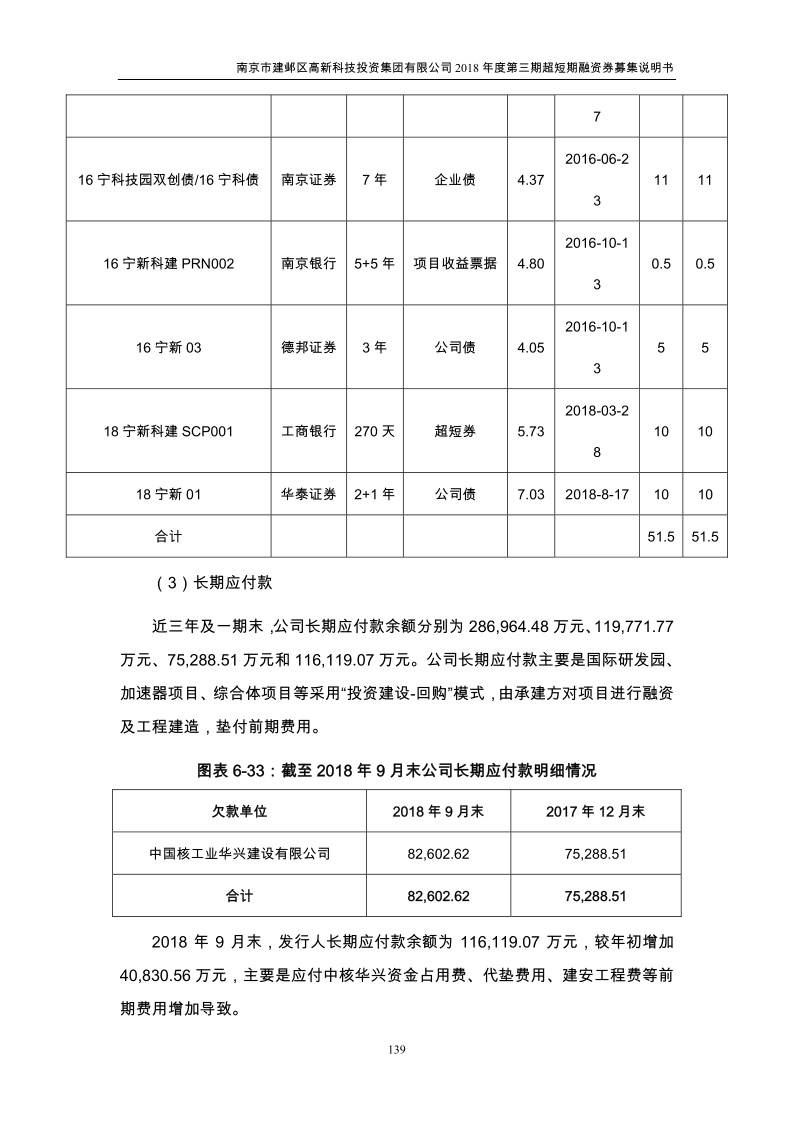 南京市建邺区高新科技投资集团有限公司 2018 年度第三期超短期融资券募集说明书
7
16 宁科技园双创债/16 宁科债 南京证券 7 年 企业债 4.37 2016-06-23 11 11
16 宁新科建 PRN002 南京银行 5+5 年 项目收益票据 4.80 2016-10-13 0.5 0.5
16 宁新 03 德邦证券 3 年 公司债 4.05 2016-10-13 5 5
18 宁新科建 SCP001 工商银行 270 天 超短券 5.73 2018-03-28 10 10
18 宁新 01 华泰证券 2+1 年 公司债 7.03 2018-8-17 10 10
合计 51.5 51.5
（3）长期应付款
近三年及一期末，公司长期应付款余额分别为 286,964.48 万元、119,771.77
万元、75,288.51 万元和 116,119.07 万元。公司长期应付款主要是国际研发园、
加速器项目、综合体项目等采用“投资建设-回购”模式，由承建方对项目进行融资
及工程建造，垫付前期费用。
图表 6-33：截至 2018 年 9 月末公司长期应付款明细情况
欠款单位 2018 年 9 月末 2017 年 12 月末
中国核工业华兴建设有限公司 82,602.62 75,288.51
合计 82,602.62 75,288.51
2018 年 9 月末，发行人长期应付款余额为 116,119.07 万元，较年初增加
40,830.56 万元，主要是应付中核华兴资金占用费、代垫费用、建安工程费等前
期费用增加导致。
139